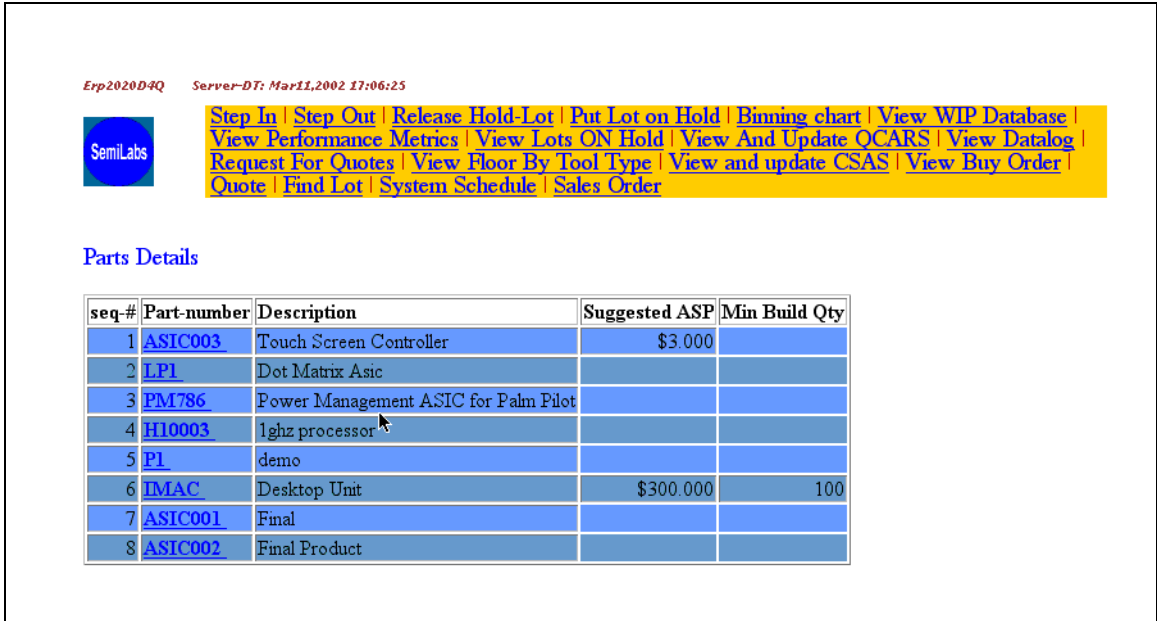 Erp2020D4Q Server-DT: Mar11,2002 17:06:25
SemiLabs
Step In | Step Out | Release Hold-Lot | Put Lot on Hold | Binning chart | View WIP Database |
View Performance Metrics | View Lots ON Hold | View And Update QCARS | View Datalog |
Request For Quotes | View Floor By Tool Type | View and update CSAS | View Buy Order |
Quote | Find Lot | System Schedule | Sales Order
Parts Details
seq-# Part-number Description Suggested ASP Min Build Qty
1 ASIC003 Touch Screen Controller $3.000
2 LP1 Dot Matrix Asic
3 PM786 Power Management ASIC for Palm Pilot
4 H10003 1ghz processor
5 P1 demo
6 IMAC Desktop Unit $300.000 100
7 ASIC001 Final
8 ASIC002 Final Product